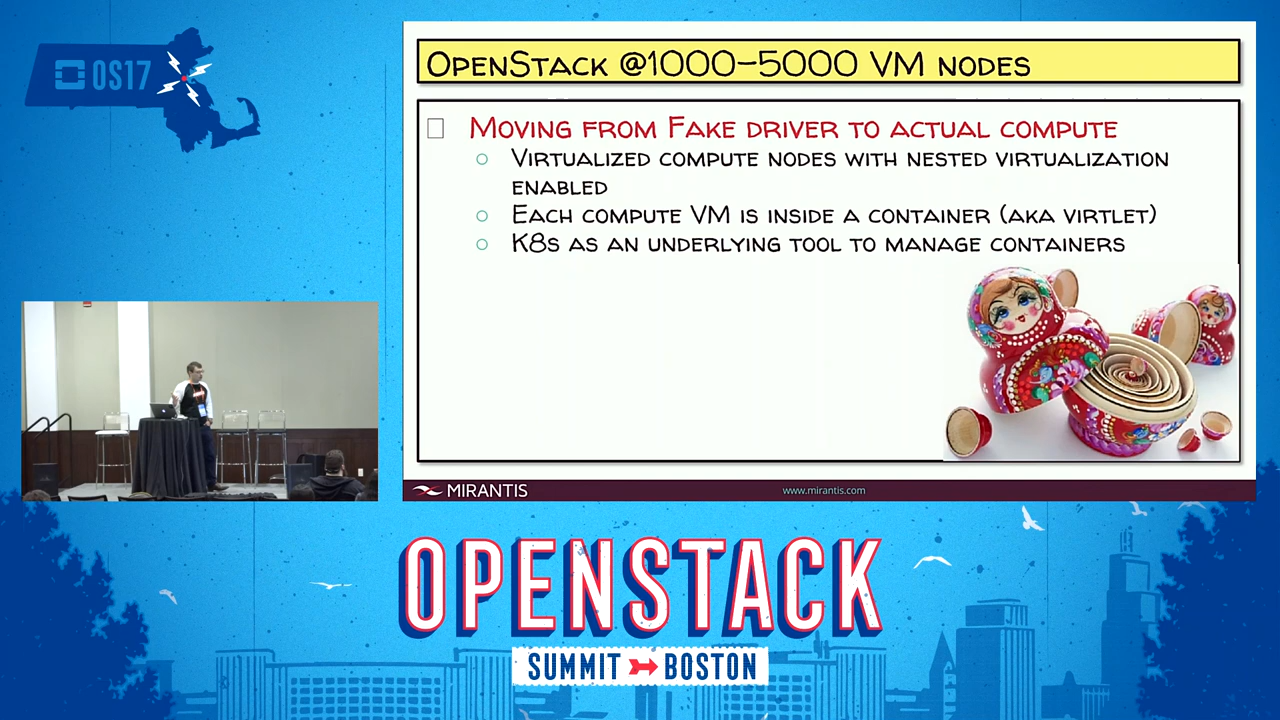 OS17
OpenStack @1000-5000 VM nodes
Moving from Fake driver to actual compute
Virtualized compute nodes with nested virtualization
enabled
Each compute VM is inside a container (aka virtlet)
K8s as an underlying tool to manage containers
MIRANTIS
www.mirantis.com
OPENSTACK
SUMMIT BOSTON